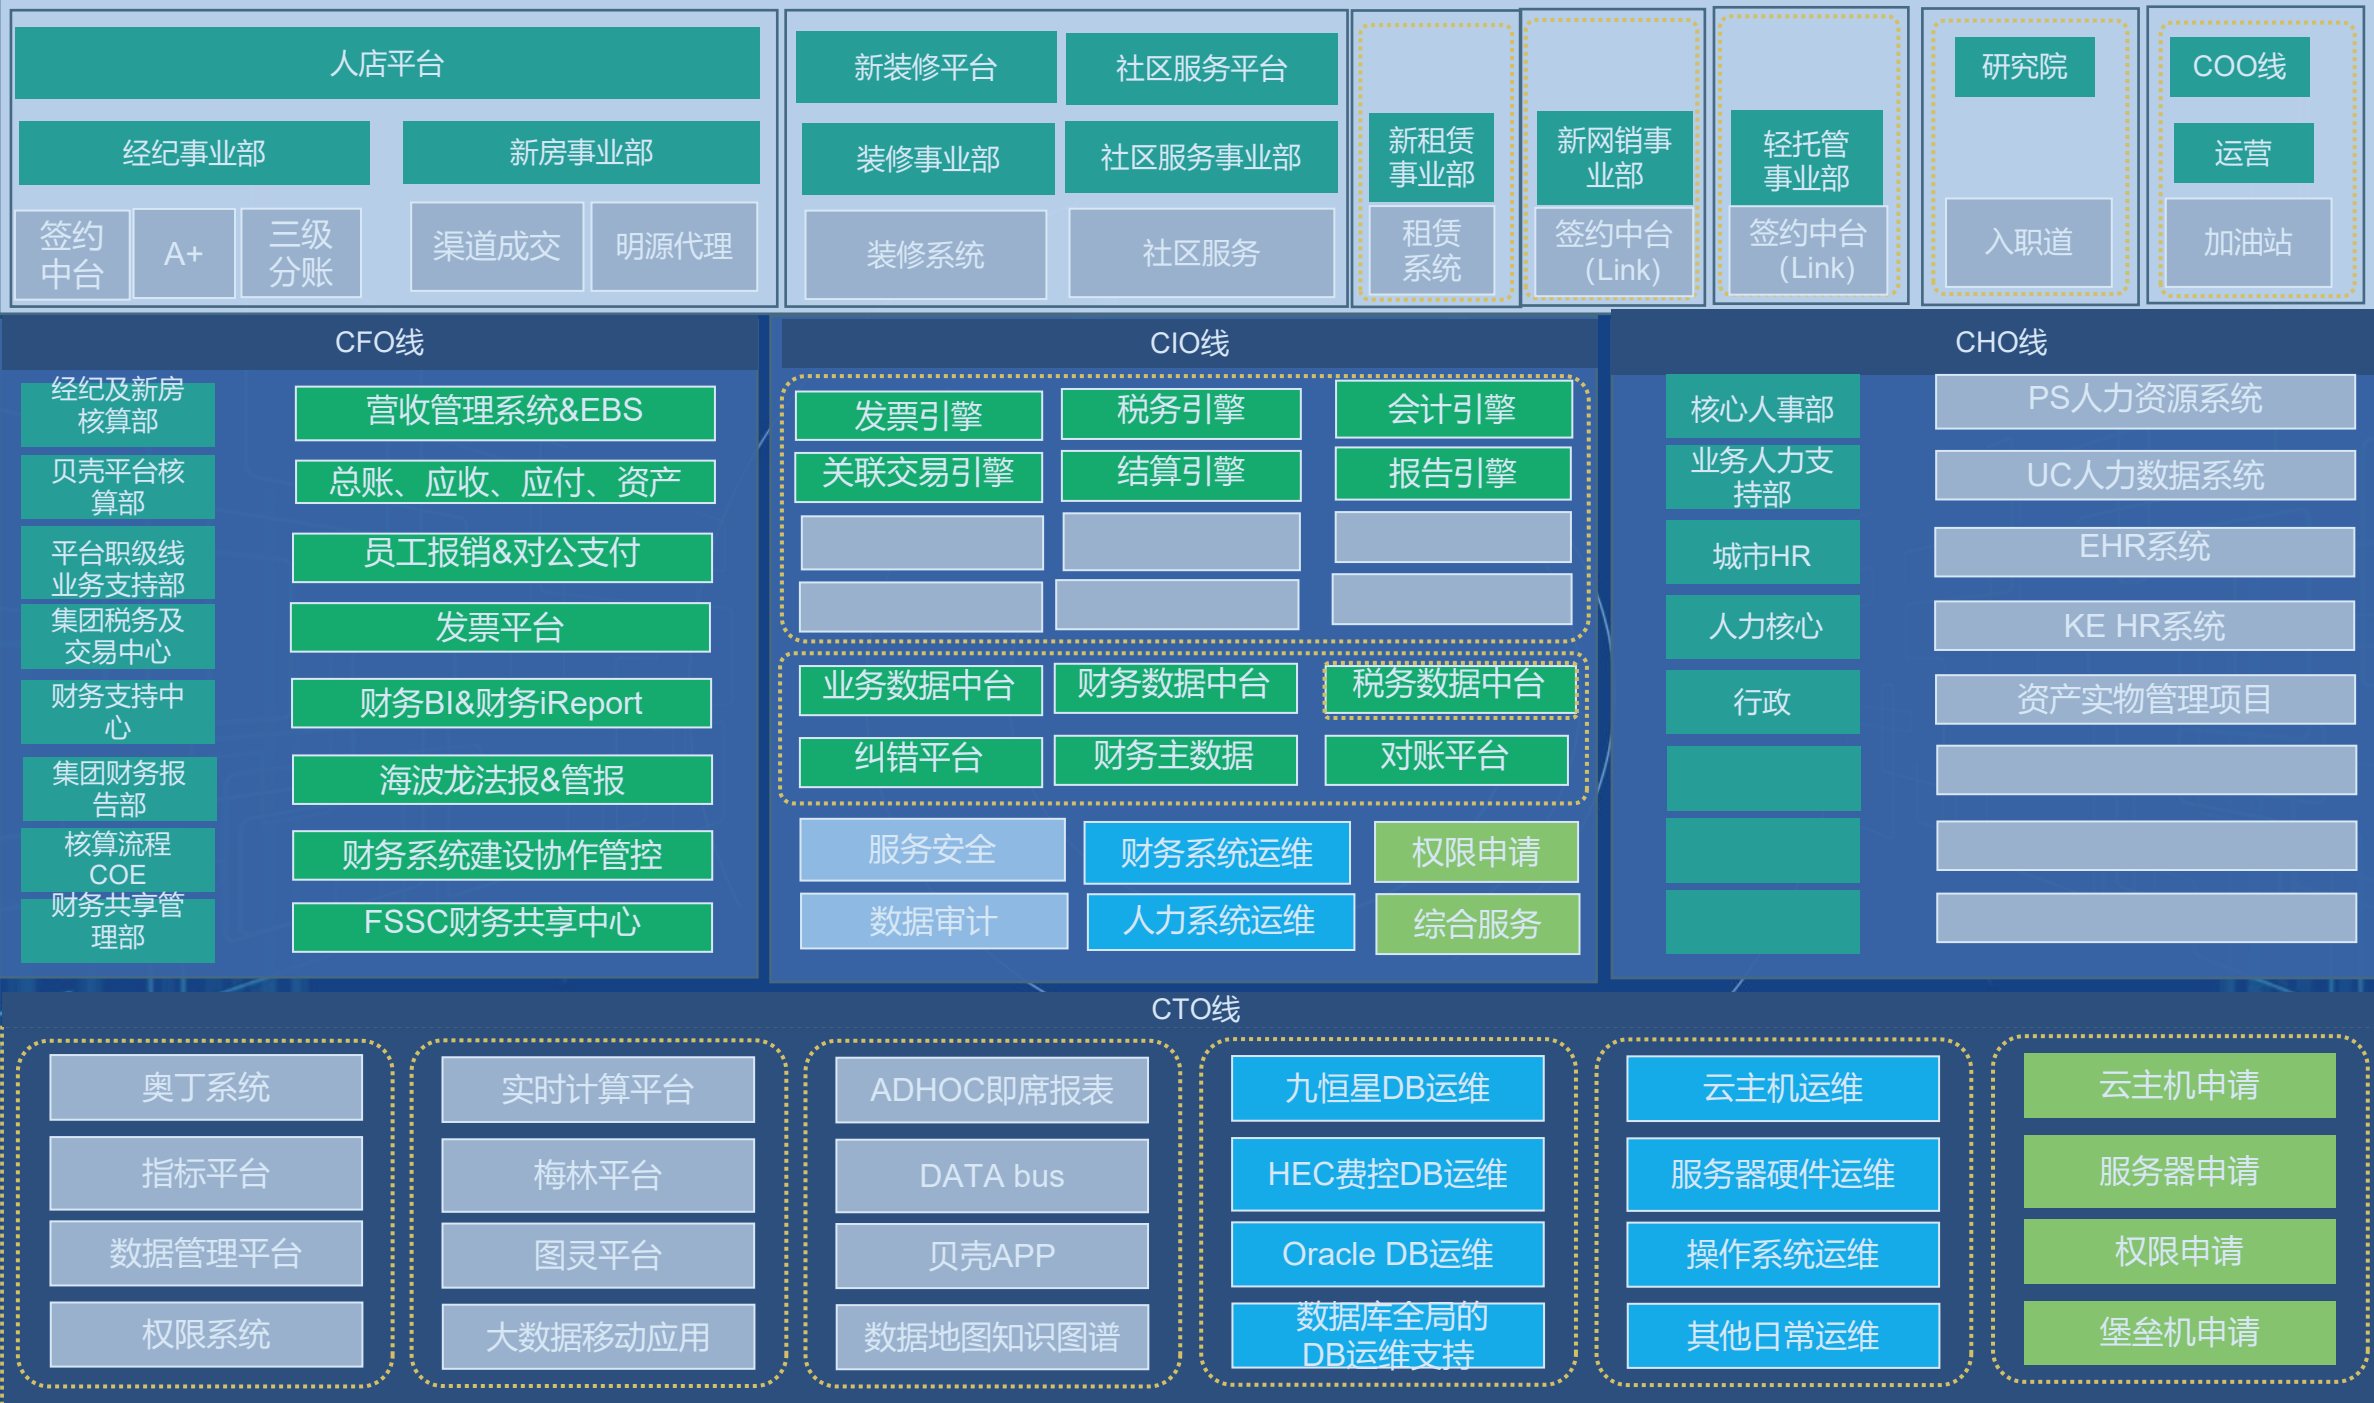 人店平台
经纪事业部
新房事业部
签约
中台
A+
三级
分账
渠道成交
明源代理
新装修平台
社区服务平台
装修事业部
社区服务事业部
装修系统
社区服务
新租赁
事业部
租赁
系统
新网销事
业部
签约中台
（Link）
轻托管
事业部
签约中台
（Link）
研究院
入职道
COO线
运营
加油站
CFO线
经纪及新房
核算部
营收管理系统&EBS
贝壳平台核
算部
总账、应收、应付、资产
平台职级线
业务支持部
员工报销&对公支付
集团税务及
交易中心
发票平台
财务支持中
心
财务BI&财务iReport
集团财务报
告部
海波龙法报&管报
核算流程
COE
财务系统建设协作管控
财务共享管
理部
FSSC财务共享中心
CIO线
发票引擎
税务引擎
会计引擎
关联交易引擎
结算引擎
报告引擎
业务数据中台
财务数据中台
税务数据中台
纠错平台
财务主数据
对账平台
服务安全
财务系统运维
权限申请
数据审计
人力系统运维
综合服务
CHO线
核心人事部
PS人力资源系统
业务人力支
持部
UC人力数据系统
城市HR
EHR系统
人力核心
KE HR系统
行政
资产实物管理项目
CTO线
奥丁系统
指标平台
数据管理平台
权限系统
实时计算平台
梅林平台
图灵平台
大数据移动应用
ADHOC即席报表
DATA bus
贝壳APP
数据地图知识图谱
九恒星DB运维
HEC费控DB运维
Oracle DB运维
数据库全局的
DB运维支持
云主机运维
服务器硬件运维
操作系统运维
其他日常运维
云主机申请
服务器申请
权限申请
堡垒机申请